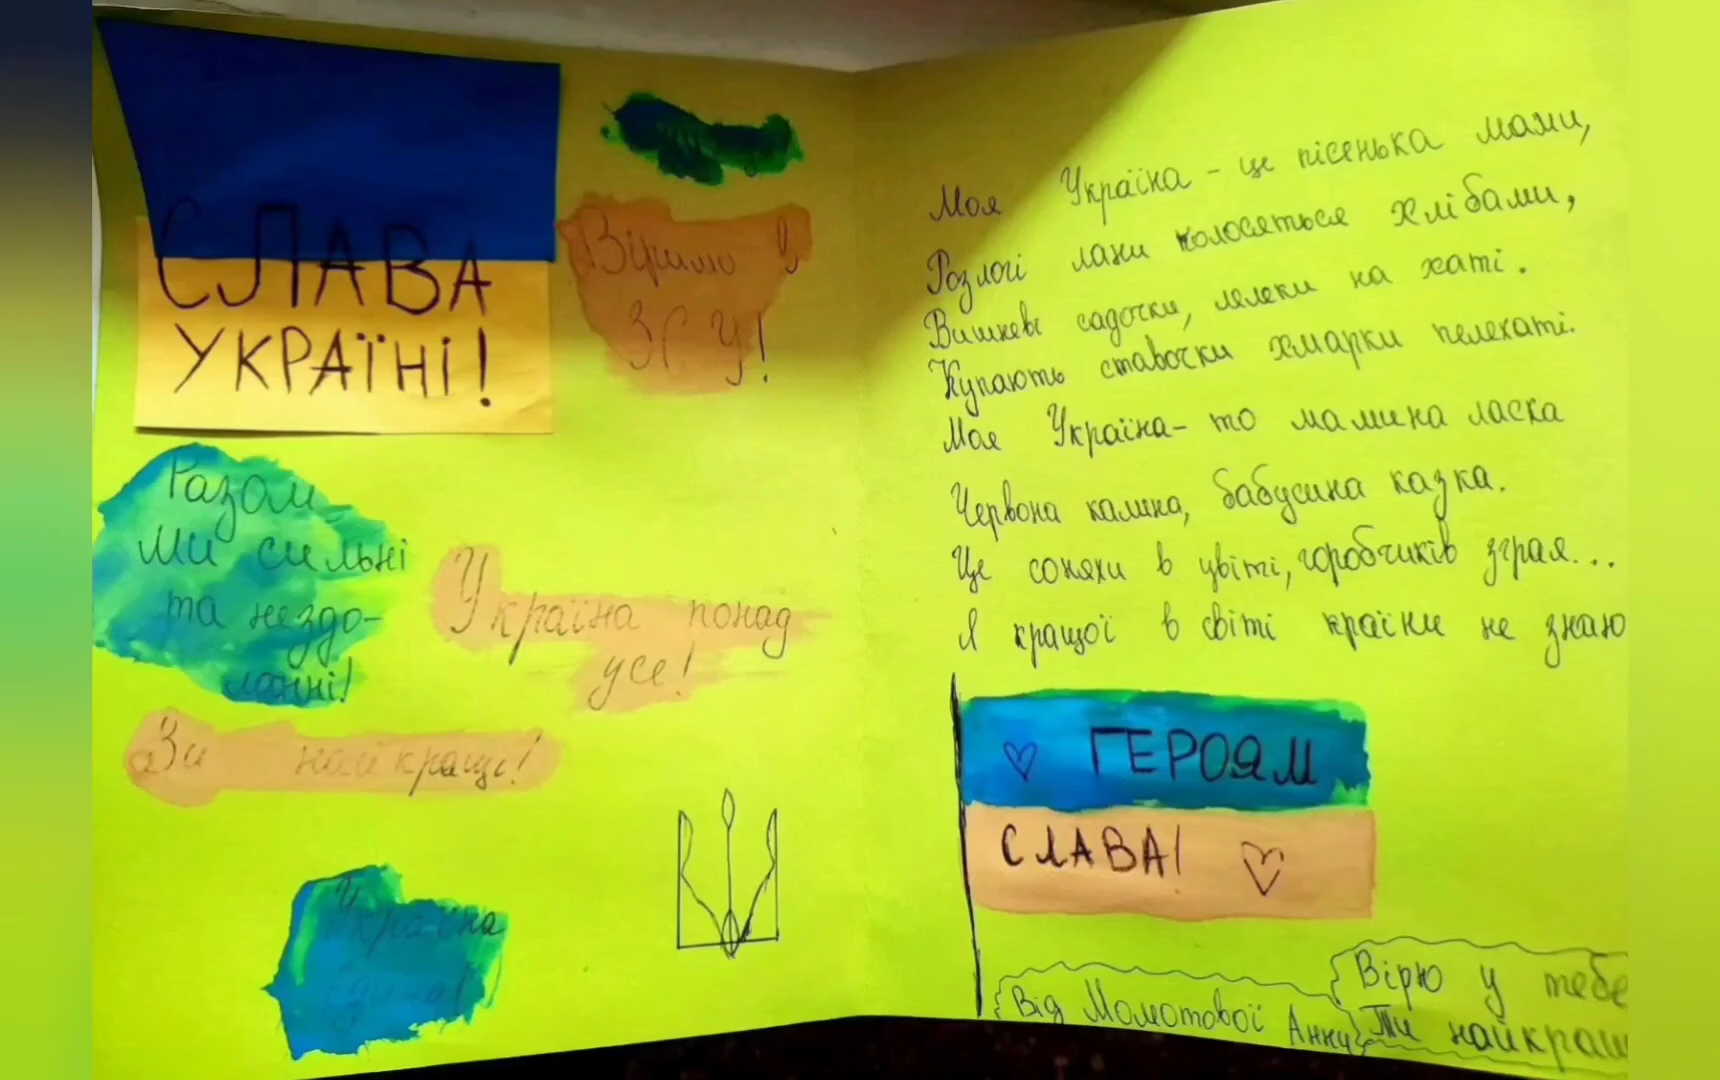 СЛАВА
УКРАЇНІ!
Віримо в
ЗСУ!
Разом
ми сильні
та нездо-
ланні!
Україна понад
усе!
Ви найкращі!
Україна
єдина!
Моя Україна - це пісенька мами,
Розлогі лани колосяться хлібами,
Вишневі садочки, лелеки на хаті.
Купають ставочки хмарки пелехаті.
Моя Україна - то мамина ласка
Червона калина, бабусина казка.
Це соняхи в цвіті, горобчиків зграя...
Я кращої в світі країни не знаю
ГЕРОЯМ
СЛАВА!
Від Момотової Анни
Вірю у тебе
Ти найкращ